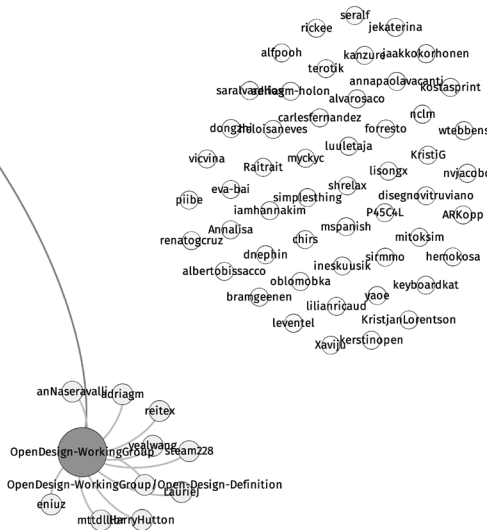 seralf
rickee
jekaterina
alfpooh
kanzure
jaakkokorhonen
terotik
annapaolavacanti
kostasprint
adriagm-holon
alvarosaco
carlesfernandez
nclm
forresto
wtebbens
luuletaja
vicvina
myckyc
KristiG
Raitrait
lisongx
nvjacobo
eva-bai
shrelax
piibe
simplesthing
disegnovitruviano
iamhannakim
P45C4L
ARKopp
Annalisa
mspanish
renatogcruz
chirs
mitoksim
dnephin
sirmmo
hemokosa
albertobissacco
ineskuusik
oblomobka
keyboardkat
bramgeenen
yaoe
lilianricaud
leventel
KristjanLorentson
Xaviju
kerstinopen
anNaseravalli
adriagm
reitex
yealwang
OpenDesign-WorkingGroup
steam228
OpenDesign-WorkingGroup/Open-Design-Definition
Lauriej
eniuz
HarryHutton